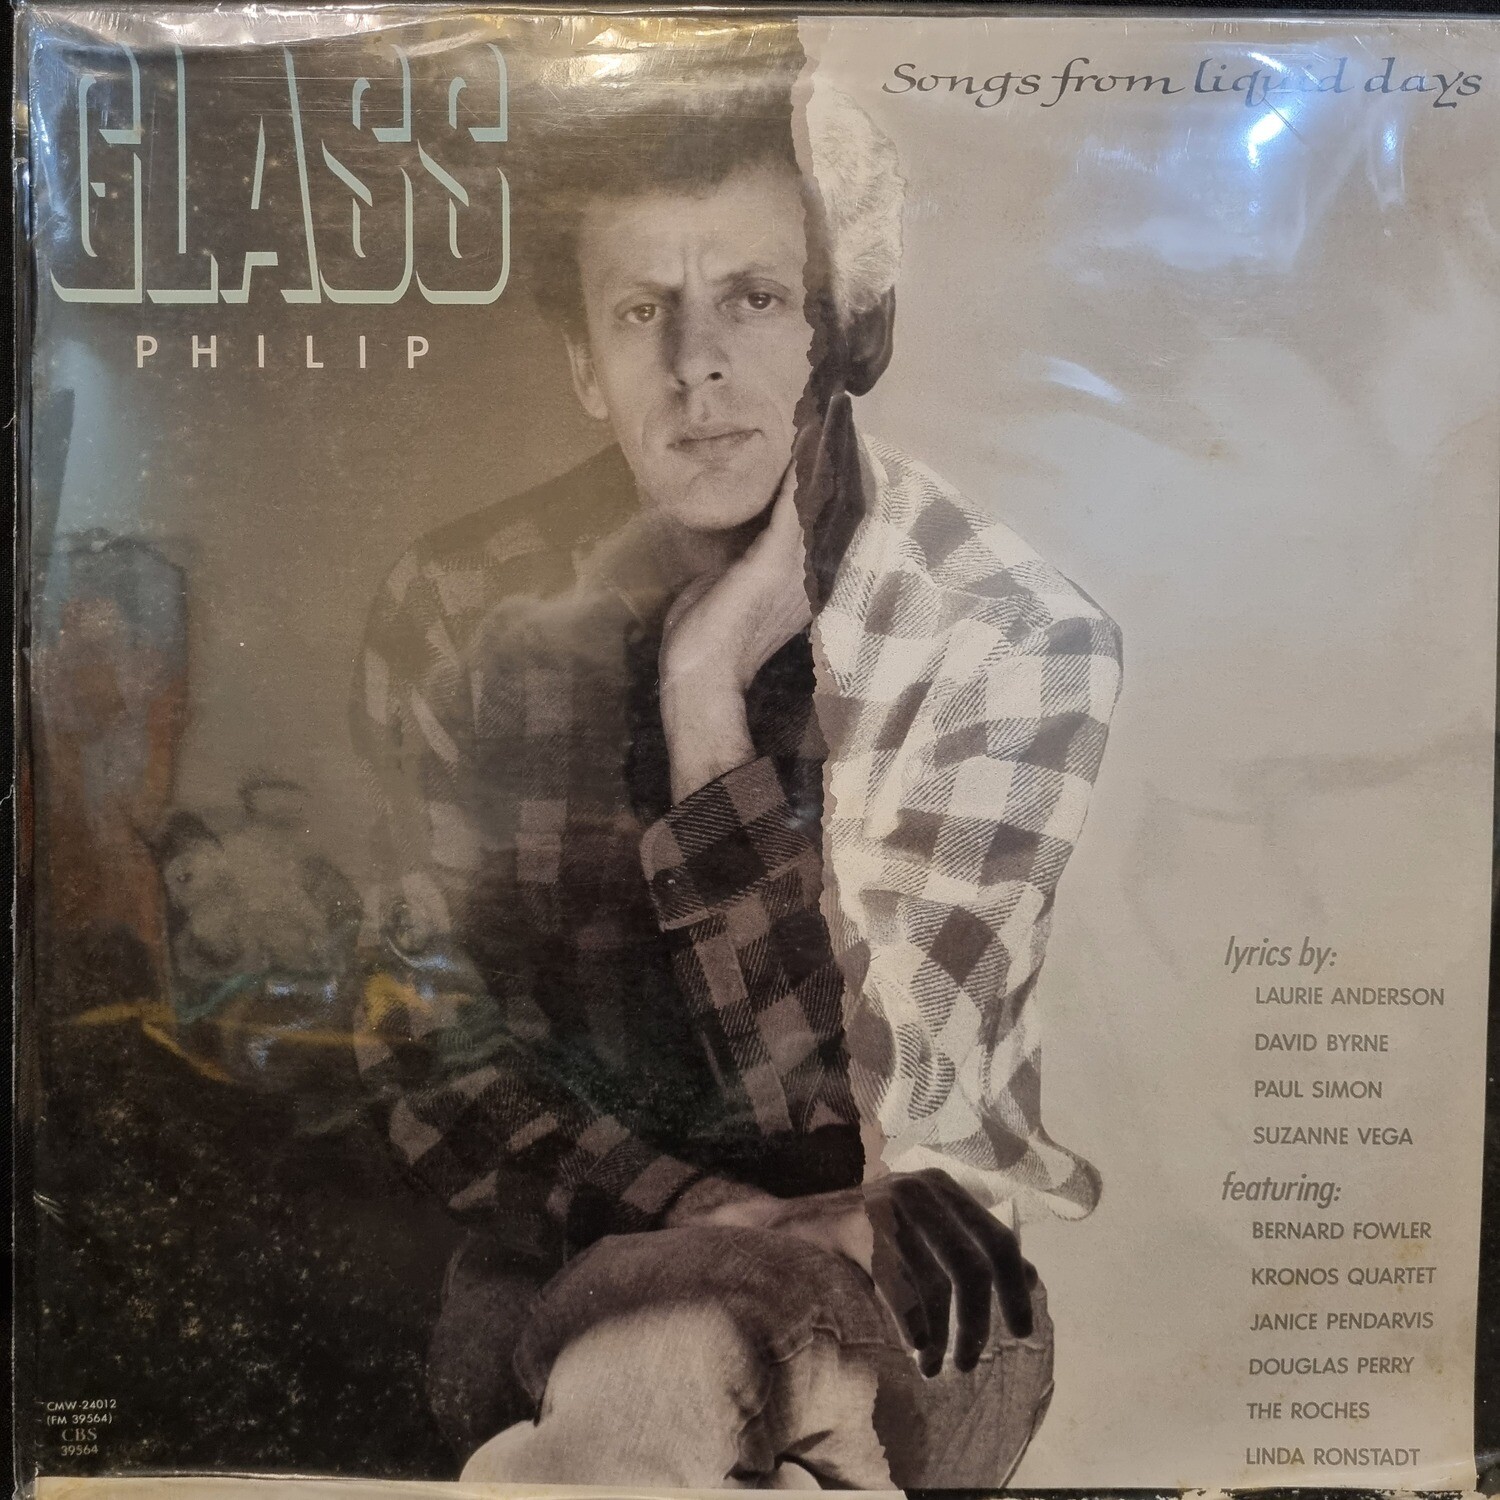 GLASS
PHILIP
Songs from liquid days
lyrics by:
LAURIE ANDERSON
DAVID BYRNE
PAUL SIMON
SUZANNE VEGA
featuring:
BERNARD FOWLER
KRONOS QUARTET
JANICE PENDARVIS
DOUGLAS PERRY
THE ROCHES
LINDA RONSTADT
CMW-24012
(FM 39564)
CBS
39564